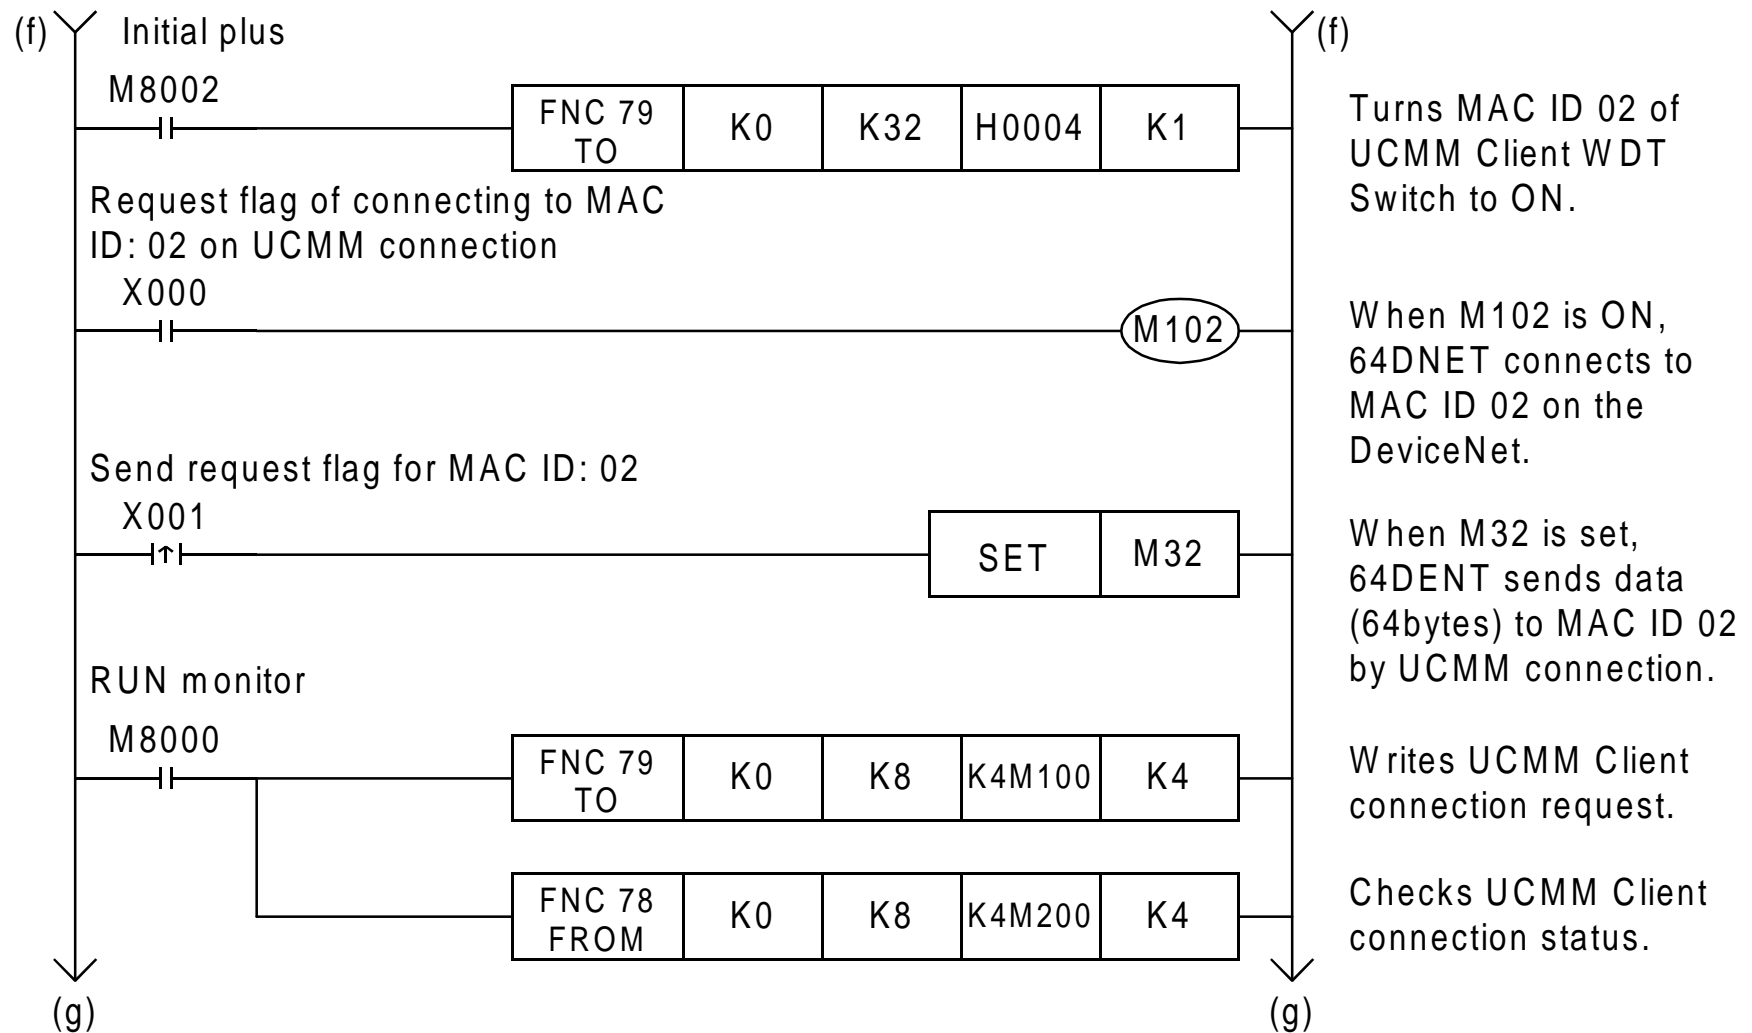 (f)
Initial plus
(f)
M8002
FNC 79
TO
K0
K32
H0004
K1
Turns MAC ID 02 of
UCMM Client WDT
Switch to ON.
Request flag of connecting to MAC
ID: 02 on UCMM connection
X000
M102
When M102 is ON,
64DNET connects to
MAC ID 02 on the
DeviceNet.
Send request flag for MAC ID: 02
X001
SET
M32
When M32 is set,
64DENT sends data
(64bytes) to MAC ID 02
by UCMM connection.
RUN monitor
M8000
FNC 79
TO
K0
K8
K4M100
K4
Writes UCMM Client
connection request.
FNC 78
FROM
K0
K8
K4M200
K4
Checks UCMM Client
connection status.
(g)
(g)